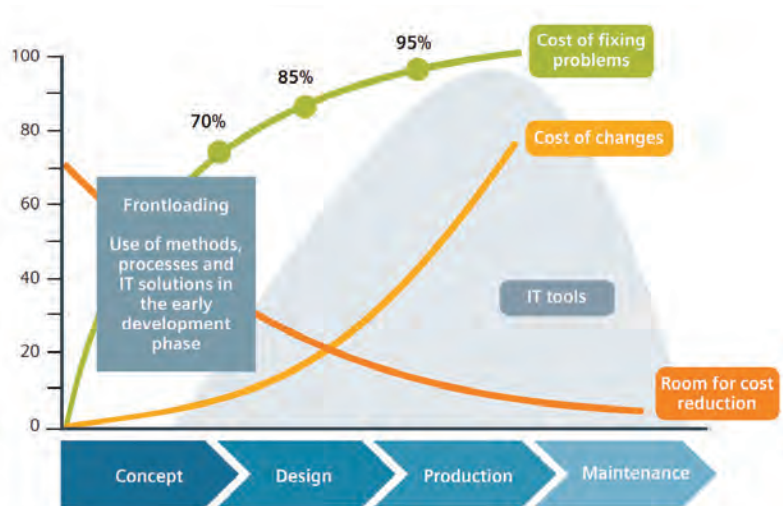 100
80
60
40
20
0
70%
85%
95%
Cost of fixing
problems
Cost of changes
Frontloading
Use of methods,
processes and
IT solutions in
the early
development
phase
IT tools
Room for cost
reduction
Concept
Design
Production
Maintenance